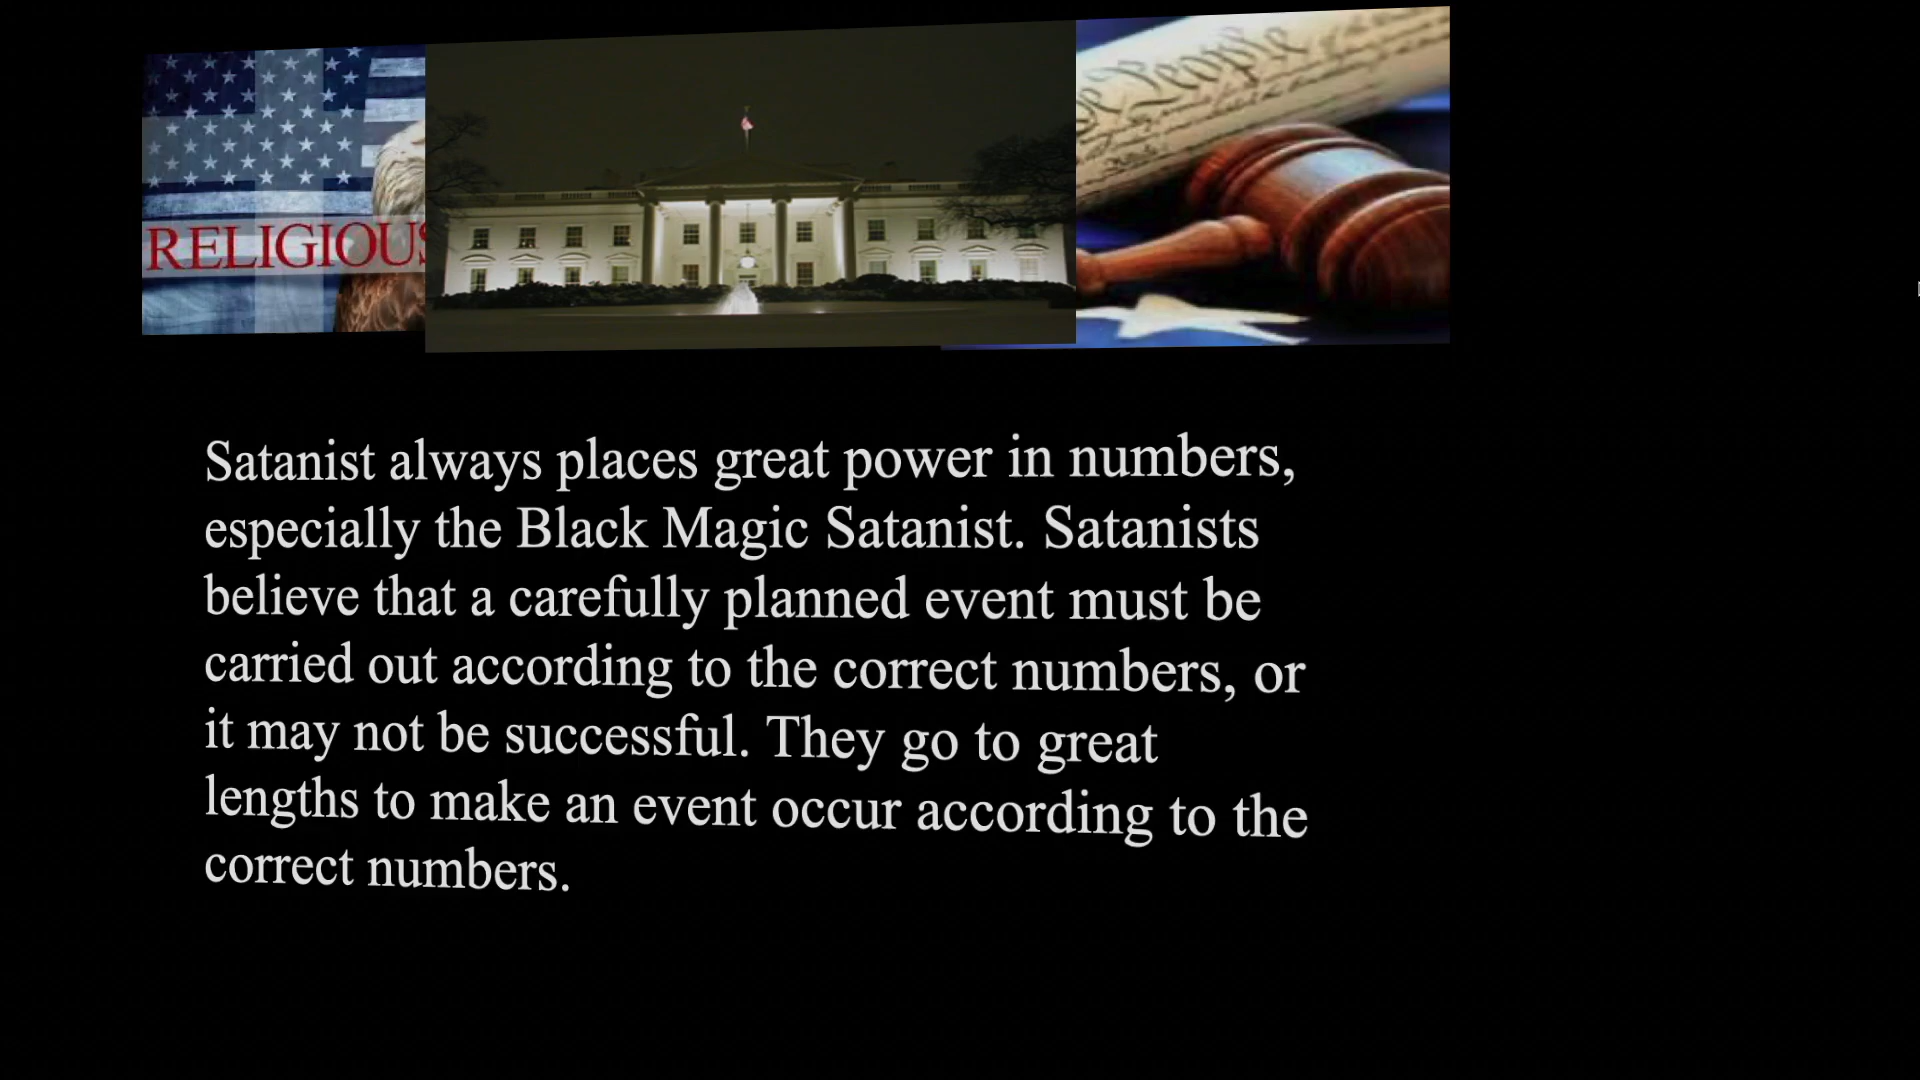 RELIGIOUS
We People
Satanist always places great power in numbers,
especially the Black Magic Satanist. Satanists
believe that a carefully planned event must be
carried out according to the correct numbers, or
it may not be successful. They go to great
lengths to make an event occur according to the
correct numbers.